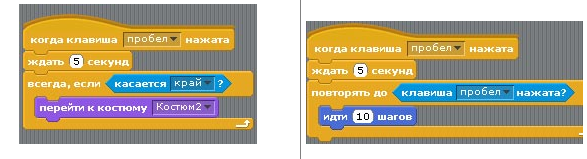 когда клавиша пробел нажата
ждать 5 секунд
всегда, если касается край ?
перейти к костюму Костюм2
когда клавиша пробел нажата
ждать 5 секунд
повторять до клавиша пробел нажата?
идти 10 шагов